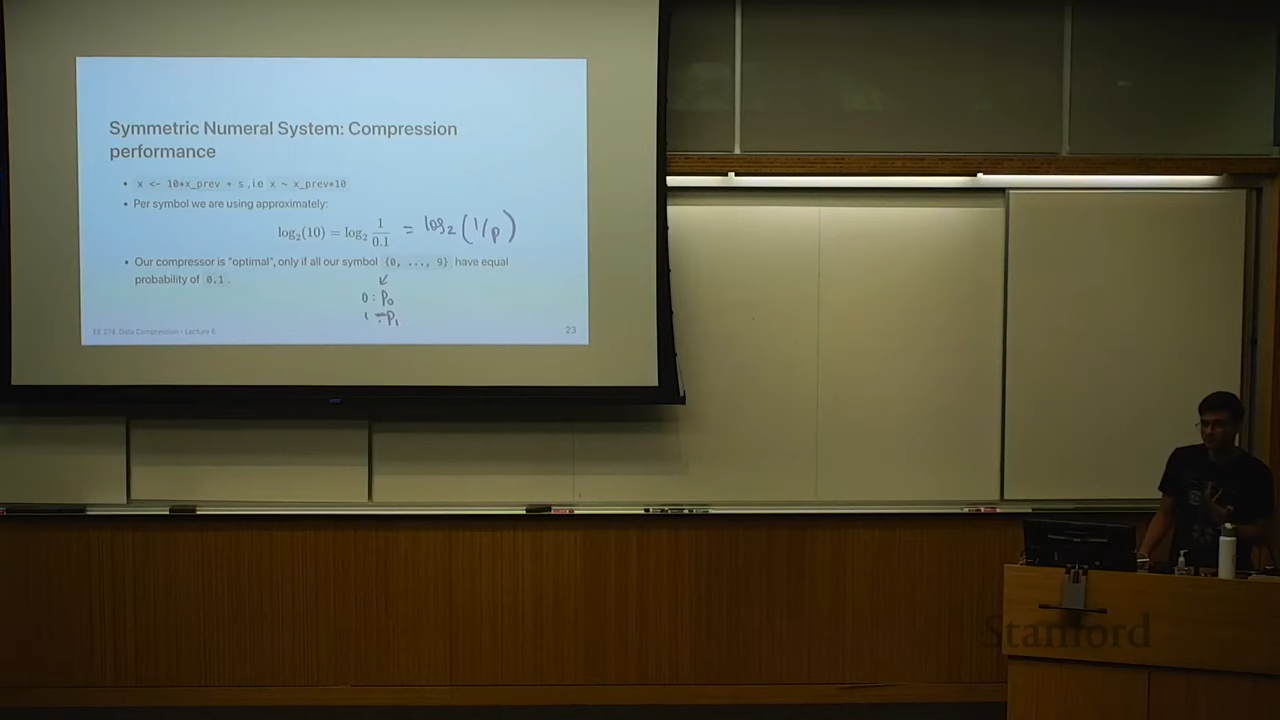 Symmetric Numeral System: Compression
performance
• x <- 10*x_prev + s ,i.e x ~ x_prev*10
• Per symbol we are using approximately:
log₂(10) = log₂ 1/0.1 = log₂(1/p)
• Our compressor is "optimal", only if all our symbol {0, ..., 9} have equal
probability of 0.1 .
0 : p₀
1 : p₁
EE 274: Data Compression - Lecture 6
23
Stanford